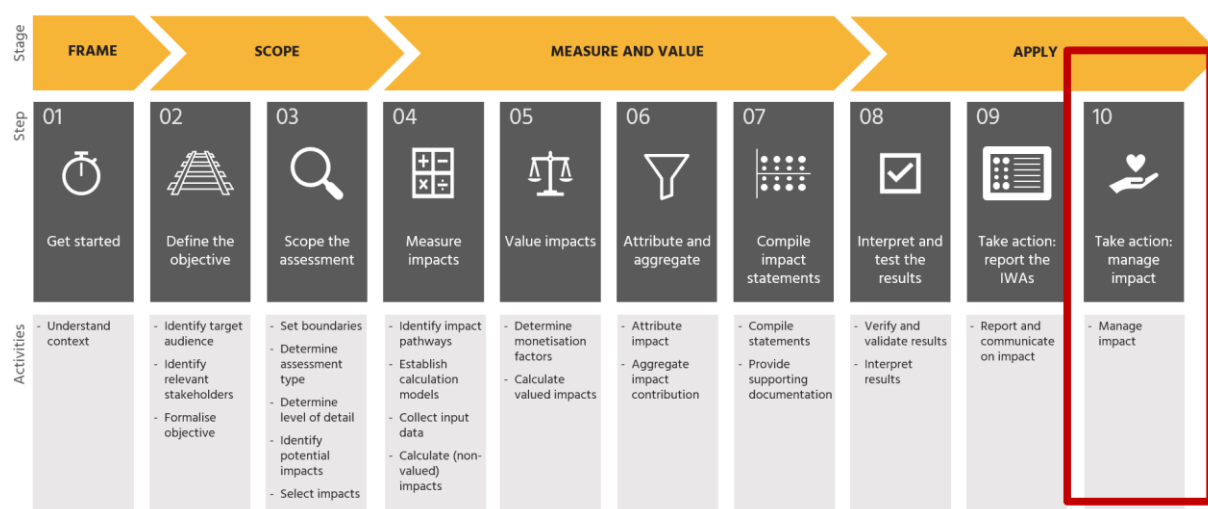 Stage
FRAME
SCOPE
MEASURE AND VALUE
APPLY
Step
01
Get started
02
Define the
objective
03
Scope the
assessment
04
Measure
impacts
05
Value impacts
06
Attribute and
aggregate
07
Compile
impact
statements
08
Interpret and
test the
results
09
Take action:
report the
IWAs
10
Take action:
manage
impact
Activities
- Understand
context
- Identify target
audience
- Identify
relevant
stakeholders
- Formalise
objective
- Set boundaries
- Determine
assessment
type
- Determine
level of detail
- Identify
potential
impacts
- Select impacts
- Identify impact
pathways
- Establish
calculation
models
- Collect input
data
- Calculate (non-
valued)
impacts
- Determine
monetisation
factors
- Calculate
valued impacts
- Attribute
impact
- Aggregate
impact
contribution
- Compile
statements
- Provide
supporting
documentation
- Verify and
validate results
- Interpret
results
- Report and
communicate
on impact
- Manage
impact